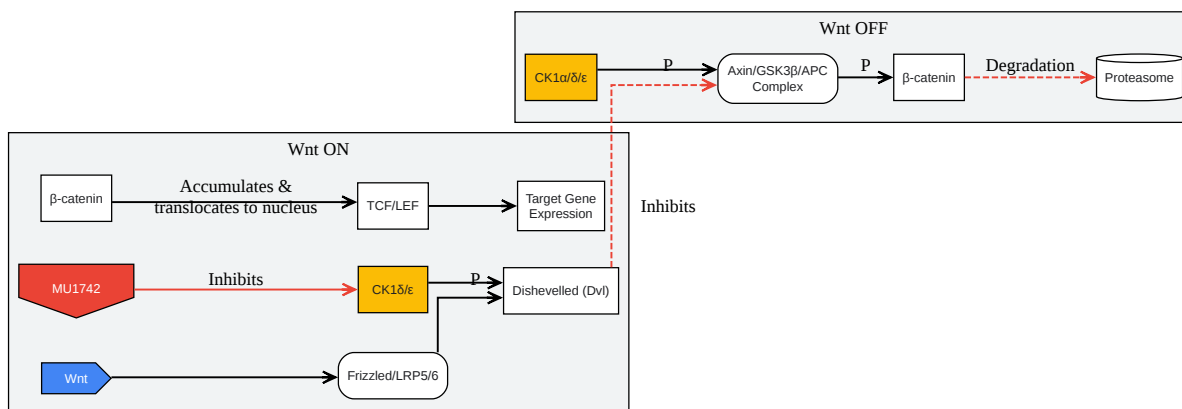 Wnt OFF
CK1α/δ/ε
P
Axin/GSK3β/APC
Complex
P
β-catenin
Degradation
Proteasome
Wnt ON
β-catenin
Accumulates &
translocates to nucleus
TCF/LEF
Target Gene
Expression
Inhibits
MU1742
Inhibits
CK1δ/ε
P
Dishevelled (Dvl)
Wnt
Frizzled/LRP5/6